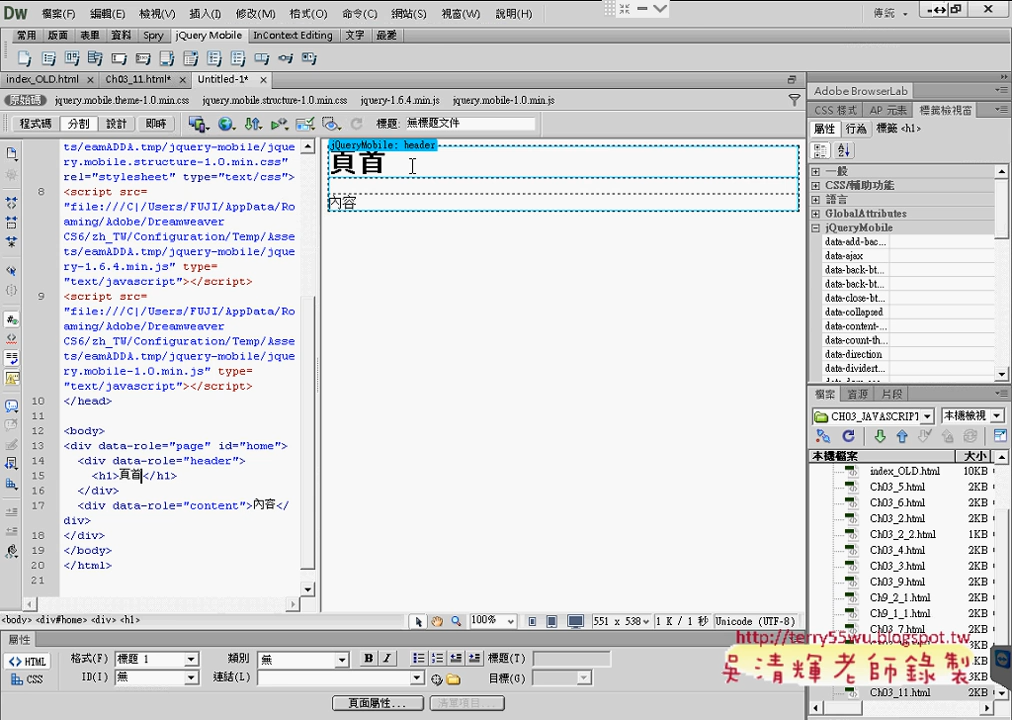 Dw 檔案(F) 編輯(E) 檢視(V) 插入(I) 修改(M) 格式(O) 命令(C) 網站(S) 視窗(W) 說明(H) 傳統
常用 版面 表單 資料 Spry jQuery Mobile InContext Editing 文字 最愛
index_OLD.html Ch03_11.html* Untitled-1*
原始碼 jquery.mobile.theme-1.0.min.css jquery.mobile.structure-1.0.min.css jquery-1.6.4.min.js jquery.mobile-1.0.min.js
程式碼 分割 設計 即時 標題: 無標題文件
ts/eamADDA.tmp/jquery-mobile/jque
ry.mobile.structure-1.0.min.css"
rel="stylesheet" type="text/css">
8 <script src=
"file:///C|/Users/FUJI/AppData/Ro
aming/Adobe/Dreamweaver
CS6/zh_TW/Configuration/Temp/Asse
ts/eamADDA.tmp/jquery-mobile/jque
ry-1.6.4.min.js" type=
"text/javascript"></script>
9 <script src=
"file:///C|/Users/FUJI/AppData/Ro
aming/Adobe/Dreamweaver
CS6/zh_TW/Configuration/Temp/Asse
ts/eamADDA.tmp/jquery-mobile/jque
ry.mobile-1.0.min.js" type=
"text/javascript"></script>
10 </head>
11
12 <body>
13 <div data-role="page" id="home">
14 <div data-role="header">
15 <h1>頁首</h1>
16 </div>
17 <div data-role="content">內容</
div>
18 </div>
19 </body>
20 </html>
21
jQueryMobile: header
頁首
內容
<body> <div#home> <div> <h1> 100% 551 x 538 1 K / 1 秒 Unicode (UTF-8)
屬性
HTML 格式(F) 標題 1 類別 無 B I 標題(T)
CSS ID(I) 無 連結(L) 目標(G)
頁面屬性... 清單項目...
Adobe BrowserLab
CSS 樣式 AP 元素 標籤檢視窗
屬性 行為 標籤 <h1>
一般
CSS/輔助功能
語言
GlobalAttributes
jQueryMobile
data-add-bac...
data-ajax
data-back-bt...
data-back-bt...
data-close-bt...
data-collapsed
data-content-...
data-count-th...
data-direction
data-dividert...
檔案 資源 片段
CH03_JAVASCRIPT 本機檢視
本機檔案 大小
index_OLD.html 10KB
Ch03_5.html 2KB
Ch03_6.html 2KB
Ch03_2.html 2KB
Ch03_2_2.html 1KB
Ch03_4.html 2KB
Ch03_3.html 2KB
Ch03_9.html 2KB
Ch9_2_1.html 2KB
Ch9_1_1.html 2KB
Ch03_7.html 2KB
http://terry55wu.blogspot.tw
吳清輝老師錄製
Ch03_11.html 2KB